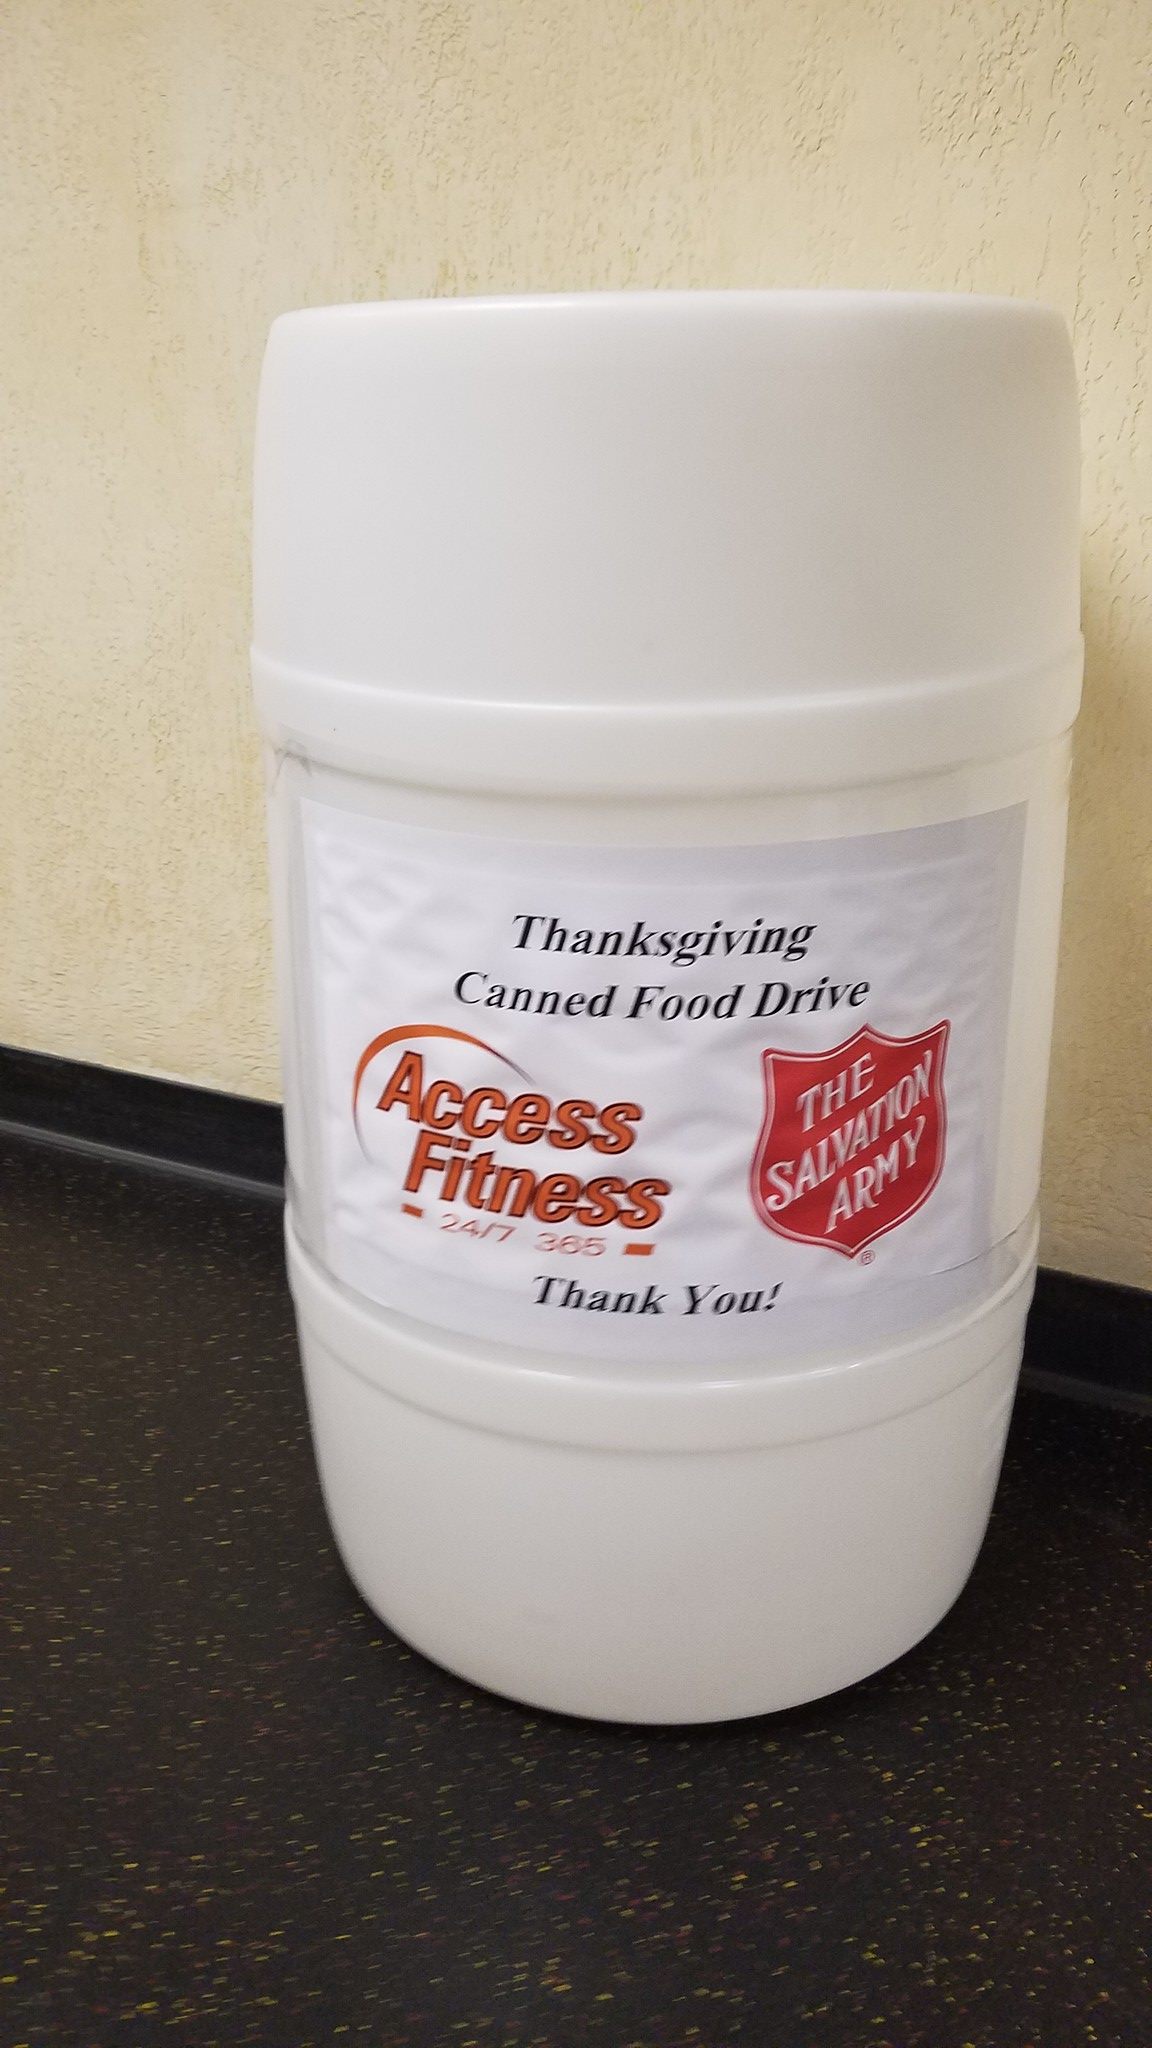 Thanksgiving
Canned Food Drive
Access
Fitness
24/7 365
THE
SALVATION
ARMY
®
Thank You!